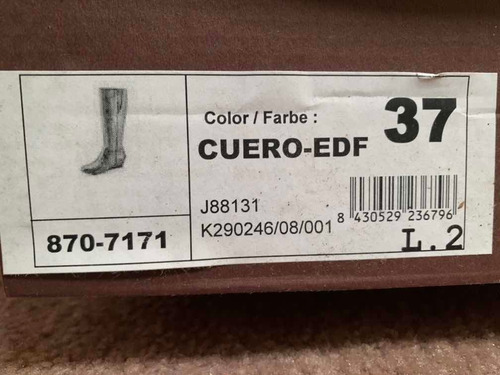 Color / Farbe :
37
CUERO-EDF
J88131
K290246/08/001
8 430529 236796
L.2
870-7171